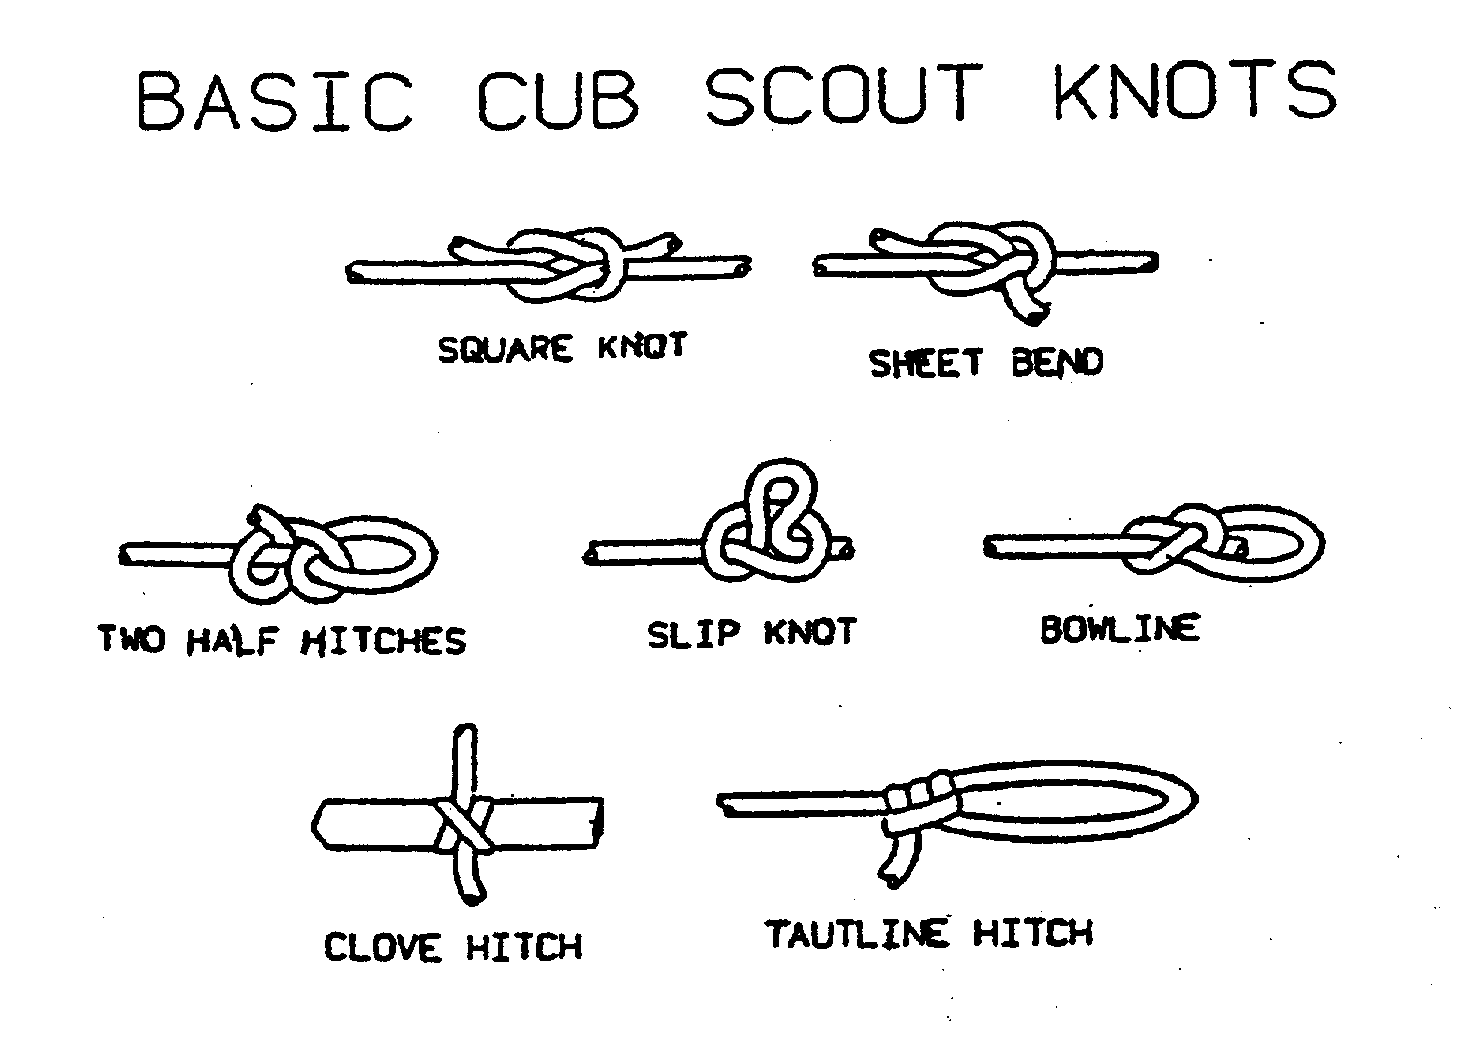 BASIC CUB SCOUT KNOTS
SQUARE KNOT
SHEET BEND
TWO HALF HITCHES
SLIP KNOT
BOWLINE
CLOVE HITCH
TAUTLINE HITCH